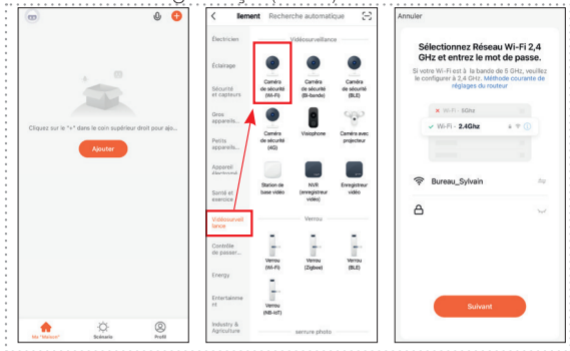 Cliquez sur le "+" dans le coin supérieur droit pour ajo...
Ajouter
Ma "Maison"
Scénario
Profil
llement Recherche automatique
Électricien
Éclairage
Sécurité
et capteurs
Gros
appareils...
Petits
appareils...
Appareil
Santé et
exercice
Vidéosurveil
lance
Contrôle
de passer...
Energy
Entertainme
nt
Industry &
Agriculture
Vidéosurveillance
Caméra
de sécurité
(Wi-Fi)
Caméra
de sécurité
(Bi-bande)
Caméra
de sécurité
(BLE)
Caméra
de sécurité
(4G)
Visiophone
Caméra avec
projecteur
Station de
base vidéo
NVR
(enregistreur
vidéo)
Enregistreur
vidéo
Verrou
Verrou
(Wi-Fi)
Verrou
(Zigbee)
Verrou
(BLE)
Verrou
(NB-IoT)
serrure photo
Annuler
Sélectionnez Réseau Wi-Fi 2,4
GHz et entrez le mot de passe.
Si votre Wi-Fi est à la bande de 5 GHz, veuillez
le configurer à 2,4 GHz. Méthode courante de
réglages du routeur
Wi-Fi - 5Ghz
Wi-Fi - 2.4Ghz
Bureau_Sylvain
Suivant